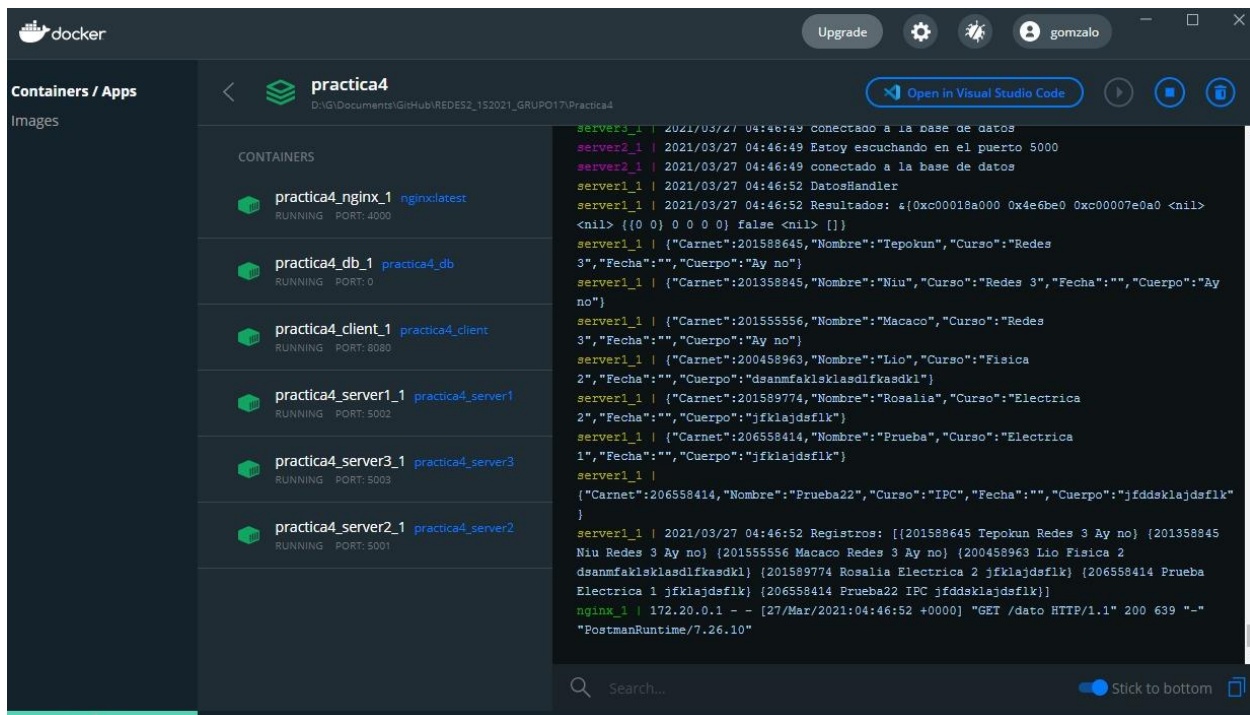 docker
Upgrade
gomzalo
Containers / Apps
Images
practica4
D:\G\Documents\GitHub\REDES2_1S2021_GRUPO17\Practica4
Open in Visual Studio Code
CONTAINERS
practica4_nginx_1 nginx:latest
RUNNING PORT: 4000
practica4_db_1 practica4_db
RUNNING PORT: 0
practica4_client_1 practica4_client
RUNNING PORT: 8080
practica4_server1_1 practica4_server1
RUNNING PORT: 5002
practica4_server3_1 practica4_server3
RUNNING PORT: 5003
practica4_server2_1 practica4_server2
RUNNING PORT: 5001
server3_1 | 2021/03/27 04:46:49 conectado a la base de datos
server2_1 | 2021/03/27 04:46:49 Estoy escuchando en el puerto 5000
server2_1 | 2021/03/27 04:46:49 conectado a la base de datos
server1_1 | 2021/03/27 04:46:52 DatosHandler
server1_1 | 2021/03/27 04:46:52 Resultados: &{0xc00018a000 0x4e6be0 0xc00007e0a0 <nil>
<nil> {{0 0} 0 0 0 0} false <nil> []}
server1_1 | {"Carnet":201588645,"Nombre":"Tepokun","Curso":"Redes
3","Fecha":"","Cuerpo":"Ay no"}
server1_1 | {"Carnet":201358845,"Nombre":"Niu","Curso":"Redes 3","Fecha":"","Cuerpo":"Ay
no"}
server1_1 | {"Carnet":201555556,"Nombre":"Macaco","Curso":"Redes
3","Fecha":"","Cuerpo":"Ay no"}
server1_1 | {"Carnet":200458963,"Nombre":"Lio","Curso":"Fisica
2","Fecha":"","Cuerpo":"dsanmfaklsklasdlfkasdkl"}
server1_1 | {"Carnet":201589774,"Nombre":"Rosalia","Curso":"Electrica
2","Fecha":"","Cuerpo":"jfklajdsflk"}
server1_1 | {"Carnet":206558414,"Nombre":"Prueba","Curso":"Electrica
1","Fecha":"","Cuerpo":"jfklajdsflk"}
server1_1 |
{"Carnet":206558414,"Nombre":"Prueba22","Curso":"IPC","Fecha":"","Cuerpo":"jfddsklajdsflk"
}
server1_1 | 2021/03/27 04:46:52 Registros: [{201588645 Tepokun Redes 3 Ay no} {201358845
Niu Redes 3 Ay no} {201555556 Macaco Redes 3 Ay no} {200458963 Lio Fisica 2
dsanmfaklsklasdlfkasdkl} {201589774 Rosalia Electrica 2 jfklajdsflk} {206558414 Prueba
Electrica 1 jfklajdsflk} {206558414 Prueba22 IPC jfddsklajdsflk}]
nginx_1 | 172.20.0.1 - - [27/Mar/2021:04:46:52 +0000] "GET /dato HTTP/1.1" 200 639 "-"
"PostmanRuntime/7.26.10"
Search...
Stick to bottom